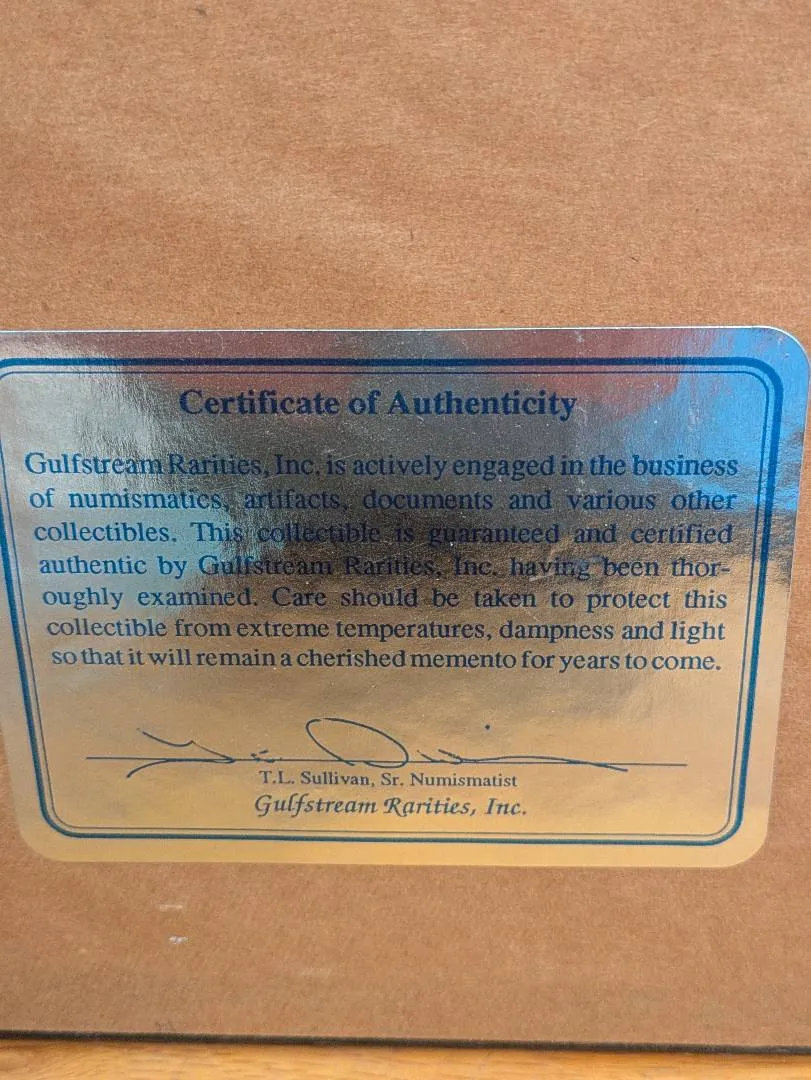 Certificate of Authenticity
Gulfstream Rarities, Inc. is actively engaged in the business
of numismatics, artifacts, documents and various other
collectibles. This collectible is guaranteed and certified
authentic by Gulfstream Rarities, Inc. having been thor-
oughly examined. Care should be taken to protect this
collectible from extreme temperatures, dampness and light
so that it will remain a cherished memento for years to come.
T.L. Sullivan, Sr. Numismatist
Gulfstream Rarities, Inc.